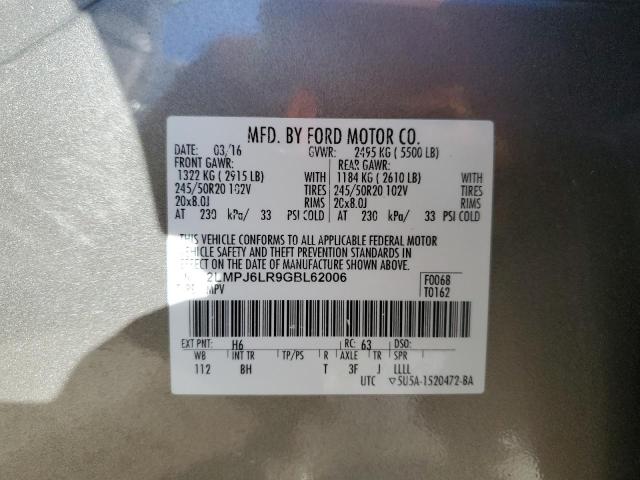 MFD. BY FORD MOTOR CO.
DATE: 03/16 GVWR: 2495 KG ( 5500 LB)
FRONT GAWR: REAR GAWR:
1322 KG ( 2915 LB) WITH 1184 KG ( 2610 LB) WITH
245/50R20 102V TIRES 245/50R20 102V TIRES
20x8.0J RIMS 20x8.0J RIMS
AT 230 kPa/ 33 PSI COLD AT 230 kPa/ 33 PSI COLD
THIS VEHICLE CONFORMS TO ALL APPLICABLE FEDERAL MOTOR
VEHICLE SAFETY AND THEFT PREVENTION STANDARDS IN
EFFECT ON THE DATE OF MANUFACTURE SHOWN ABOVE.
2LMPJ6LR9GBL62006 F0068
MPV T0162
EXT PNT: H6 RC: 63 DSO:
WB INT TR TP/PS R AXLE TR SPR
112 BH T 3F J LLLL
UTC ▽5U5A-1520472-BA